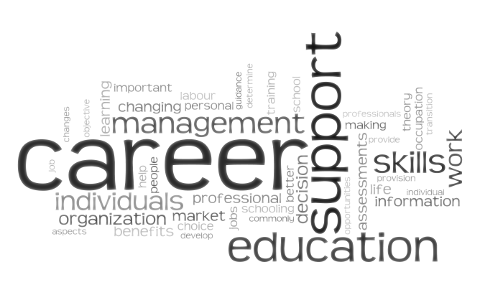 important
labour
guidance
determine
training
school
support
learning
changing
personal
objective
changes
management
professionals
making
theory
occupation
transition
provide
career
job
help
people
better
decision
opportunities
assessments
skills
work
provision
individuals
professional
life
individual
information
organization
market
jobs
schooling
commonly
choice
aspects
benefits
develop
education